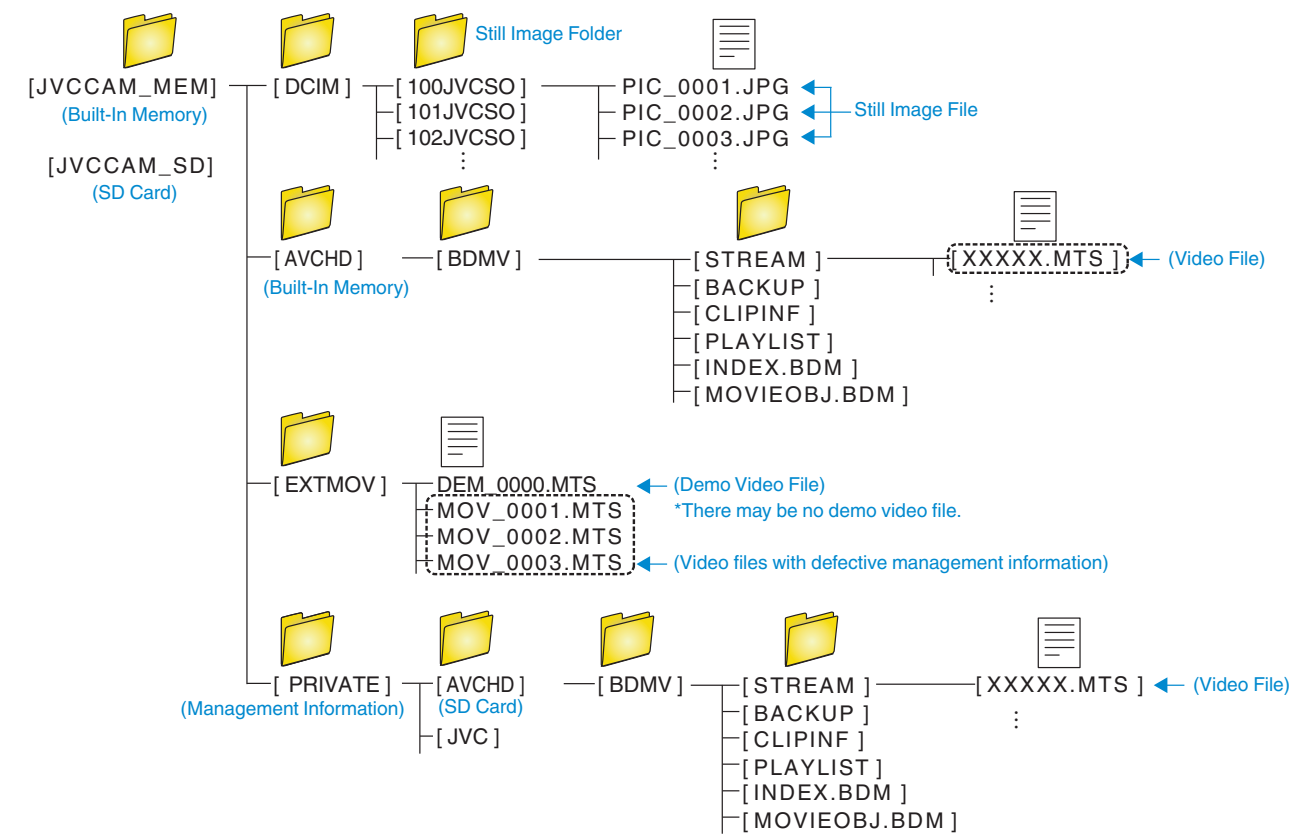 Still Image Folder
[JVCCAM_MEM]
(Built-In Memory)
[JVCCAM_SD]
(SD Card)
[ DCIM ]
[ 100JVCSO ]
[ 101JVCSO ]
[ 102JVCSO ]
PIC_0001.JPG
PIC_0002.JPG
PIC_0003.JPG
Still Image File
[ AVCHD ]
(Built-In Memory)
[ BDMV ]
[ STREAM ]
[ BACKUP ]
[ CLIPINF ]
[ PLAYLIST ]
[ INDEX.BDM ]
[ MOVIEOBJ.BDM ]
[ XXXXX.MTS ]
(Video File)
[ EXTMOV ]
DEM_0000.MTS
(Demo Video File)
*There may be no demo video file.
MOV_0001.MTS
MOV_0002.MTS
MOV_0003.MTS
(Video files with defective management information)
[ PRIVATE ]
(Management Information)
[ AVCHD ]
(SD Card)
[ JVC ]
[ BDMV ]
[ STREAM ]
[ BACKUP ]
[ CLIPINF ]
[ PLAYLIST ]
[ INDEX.BDM ]
[ MOVIEOBJ.BDM ]
[ XXXXX.MTS ]
(Video File)